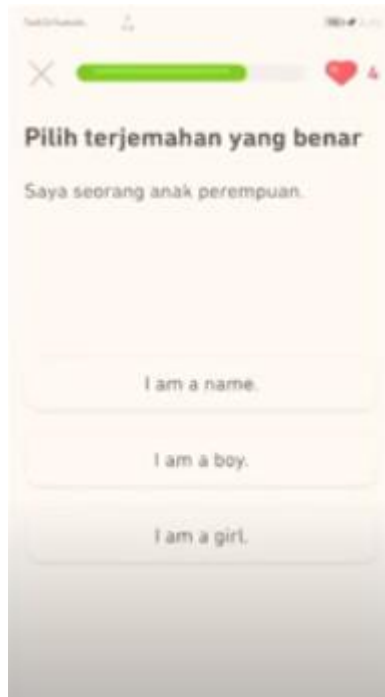 4
Pilih terjemahan yang benar
Saya seorang anak perempuan.
I am a name.
I am a boy.
I am a girl.